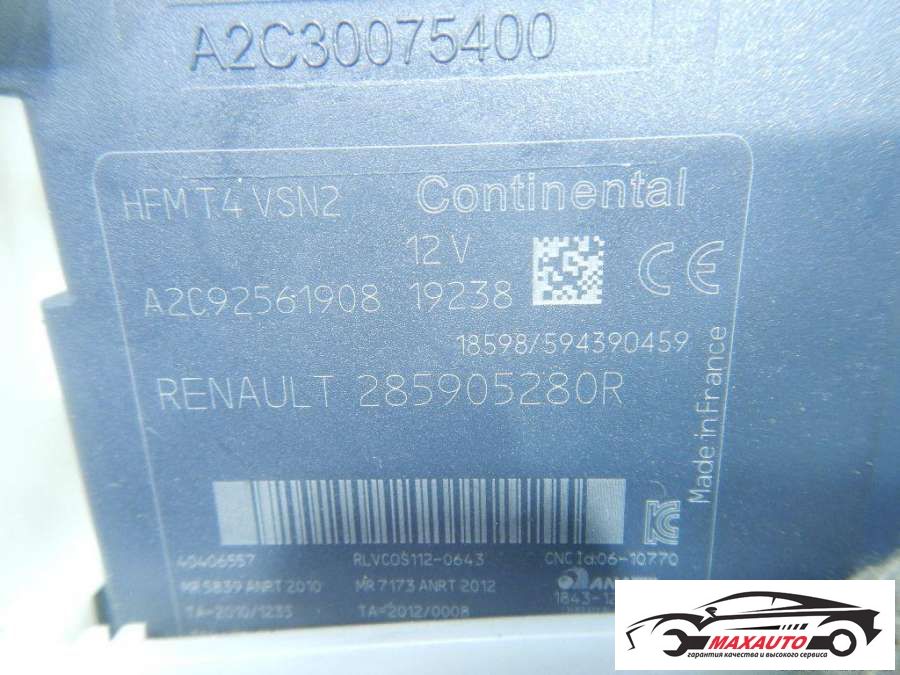 A2C30075400
HFM T.4 VSN2 Continental
12 V
A2C92561908 19238
CE
18598/594390459
RENAULT 285905280R
Made in France
40406557 RLVCOS112-0643 CNC Id:06-10770
MR 5839 ANRT 2010 MR 7173 ANRT 2012
TA-2010/1235 TA-2012/0008
MAXAUTO
гарантия качества и высокого сервиса